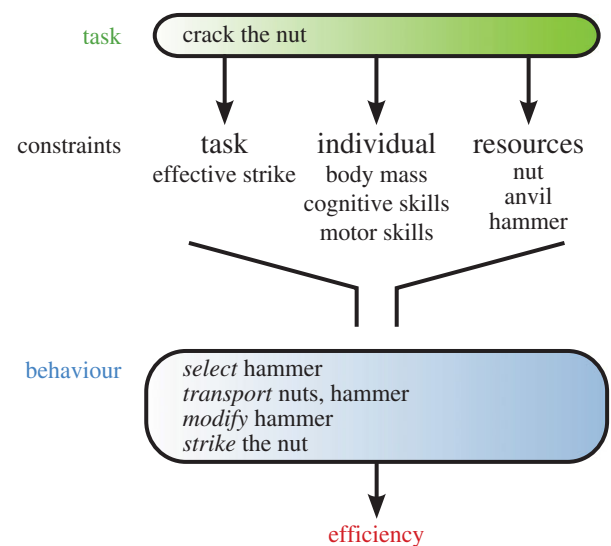 task
crack the nut
constraints
task
effective strike
individual
body mass
cognitive skills
motor skills
resources
nut
anvil
hammer
behaviour
select hammer
transport nuts, hammer
modify hammer
strike the nut
efficiency